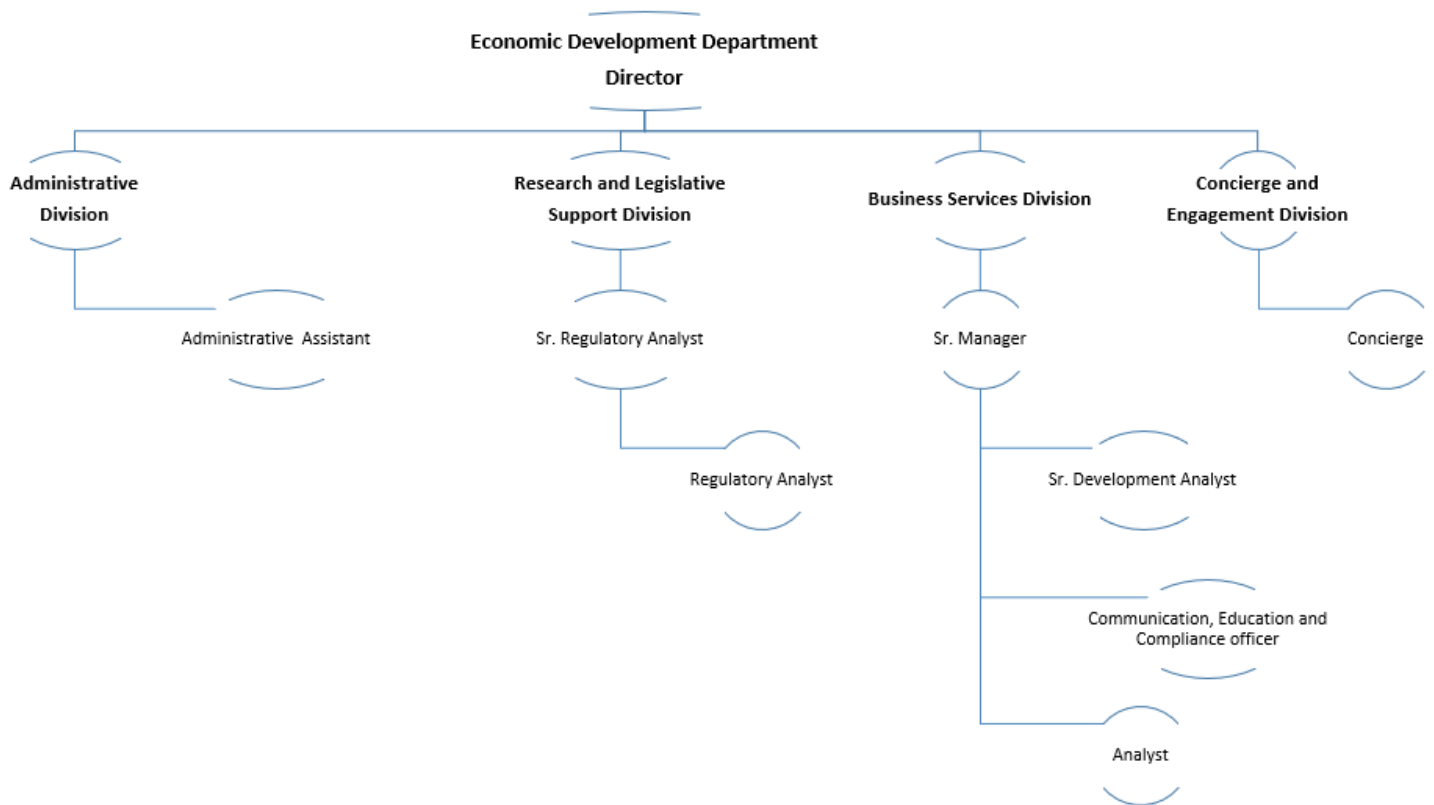 Economic Development Department
Director
Administrative
Division
Research and Legislative
Support Division
Business Services Division
Concierge and
Engagement Division
Administrative  Assistant
Sr. Regulatory Analyst
Sr. Manager
Concierge
Regulatory Analyst
Sr. Development Analyst
Communication, Education and
Compliance officer
Analyst